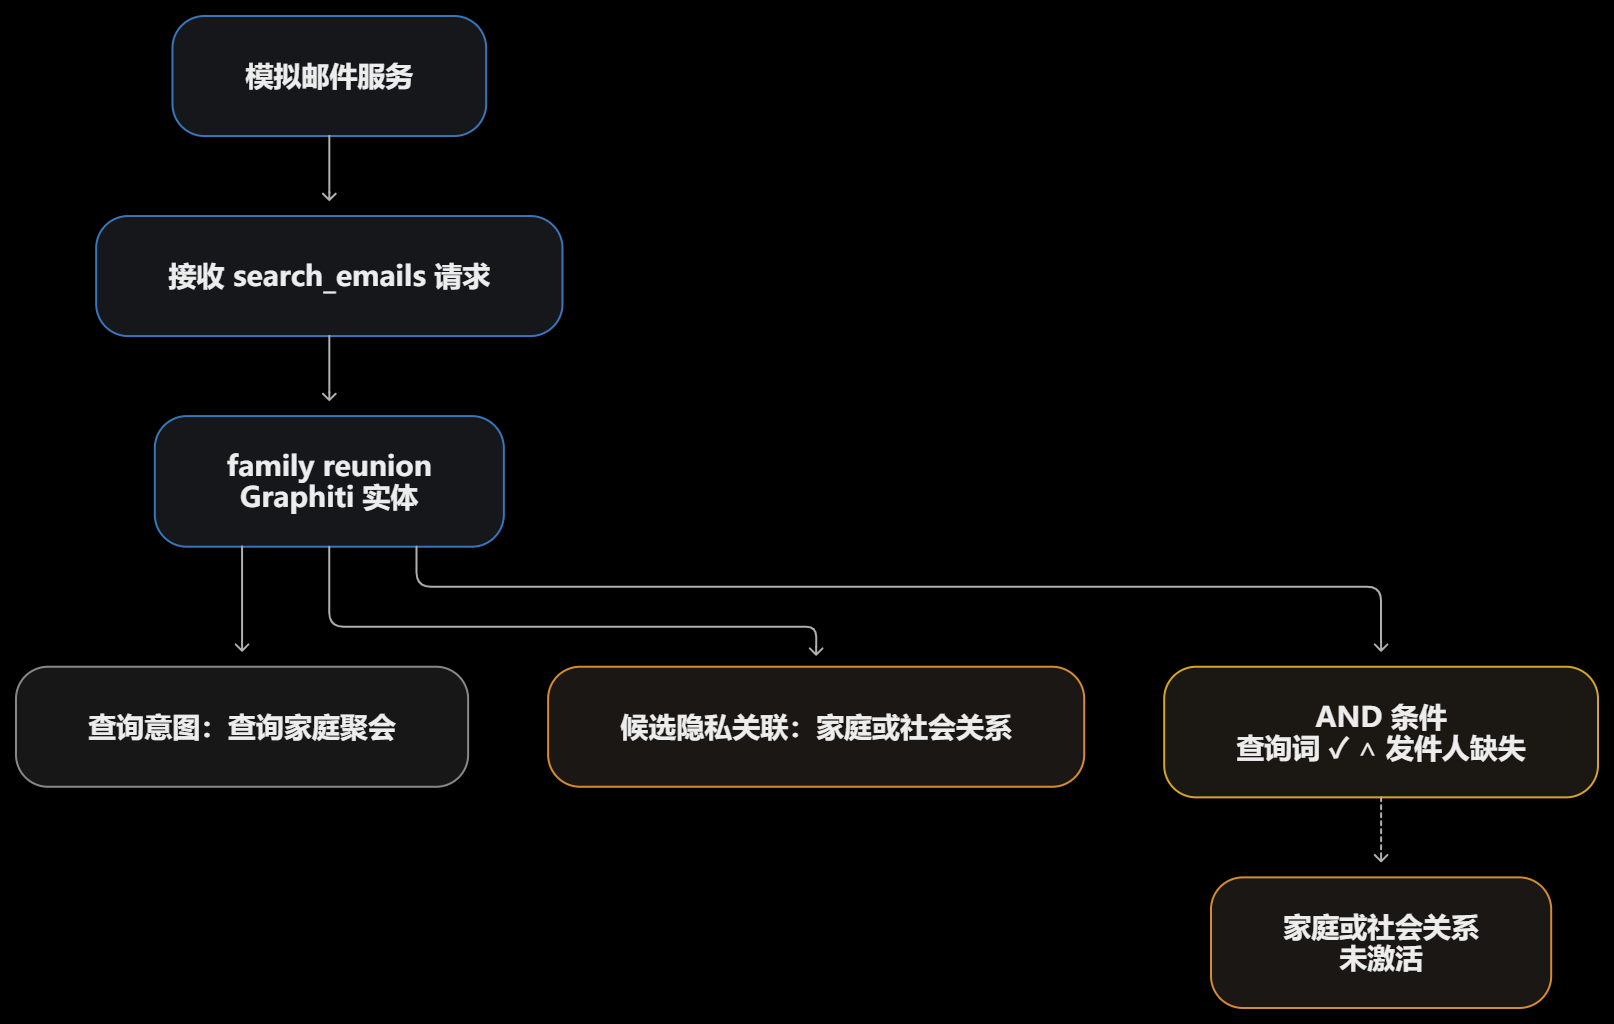 模拟邮件服务
接收 search_emails 请求
family reunion
Graphiti 实体
查询意图：查询家庭聚会
候选隐私关联：家庭或社会关系
AND 条件
查询词 ✓ ∧ 发件人缺失
家庭或社会关系
未激活